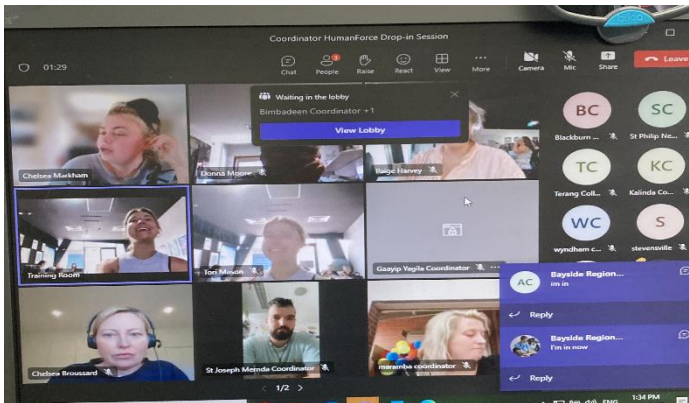 Coordinator HumanForce Drop-in Session
01:29
Chat
People
Raise
React
View
More
Camera
Mic
Share
Leave
Waiting in the lobby
Bimbadeen Coordinator +1
View Lobby
Chelsea Markham
Donna Moore
Paige Harvey
Training Room
Tori Mason
Gaayip Yagila Coordinator
Chelsea Broussard
St Joseph Mernda Coordinator
maramba coordinator
BC
SC
Blackburn ...
St Philip Ne...
TC
KC
Terang Coll...
Kalinda Co...
WC
S
wyndham c...
stevensville
AC
Bayside Region...
im in
Reply
Bayside Region...
I'm in now
Reply
1/2
ENG
1:34 PM